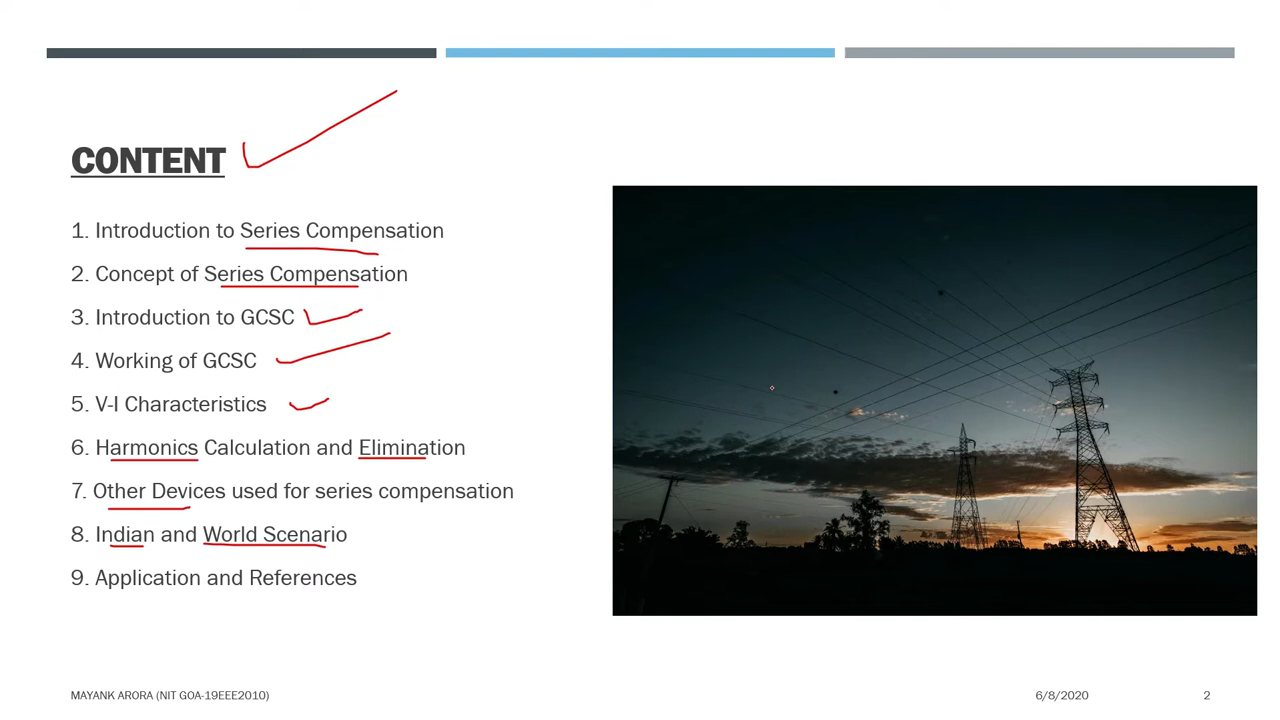 CONTENT
1. Introduction to Series Compensation
2. Concept of Series Compensation
3. Introduction to GCSC
4. Working of GCSC
5. V-I Characteristics
6. Harmonics Calculation and Elimination
7. Other Devices used for series compensation
8. Indian and World Scenario
9. Application and References
MAYANK ARORA (NIT GOA-19EEE2010)
6/8/2020
2